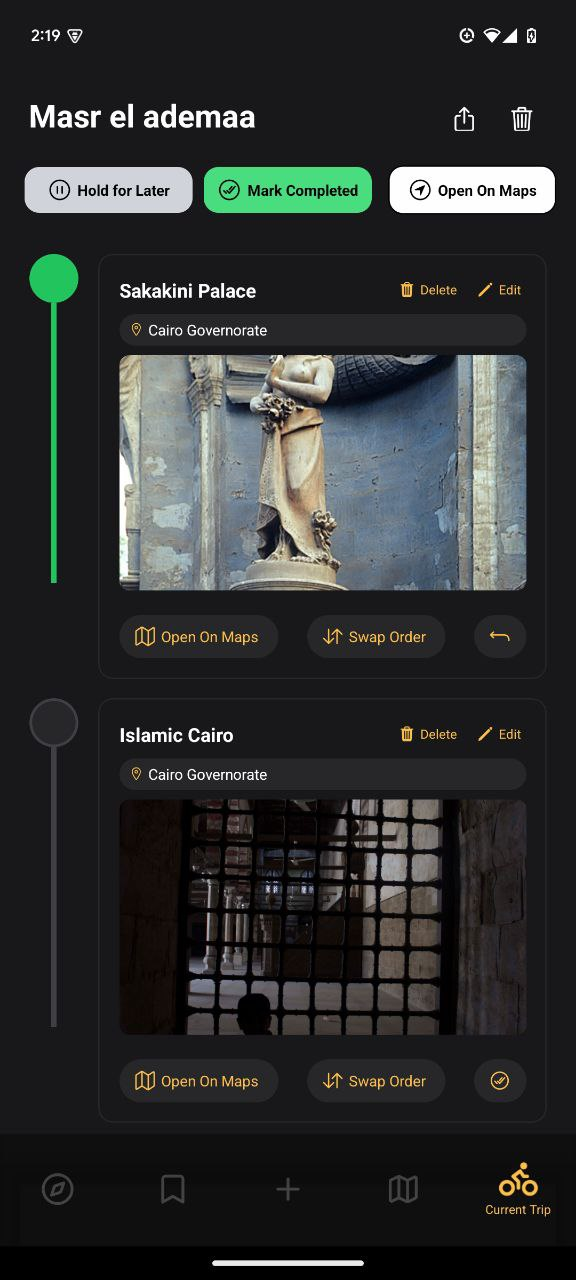 2:19
Masr el ademaa
Hold for Later
Mark Completed
Open On Maps
Sakakini Palace
Delete
Edit
Cairo Governorate
Open On Maps
Swap Order
Islamic Cairo
Delete
Edit
Cairo Governorate
Open On Maps
Swap Order
Current Trip